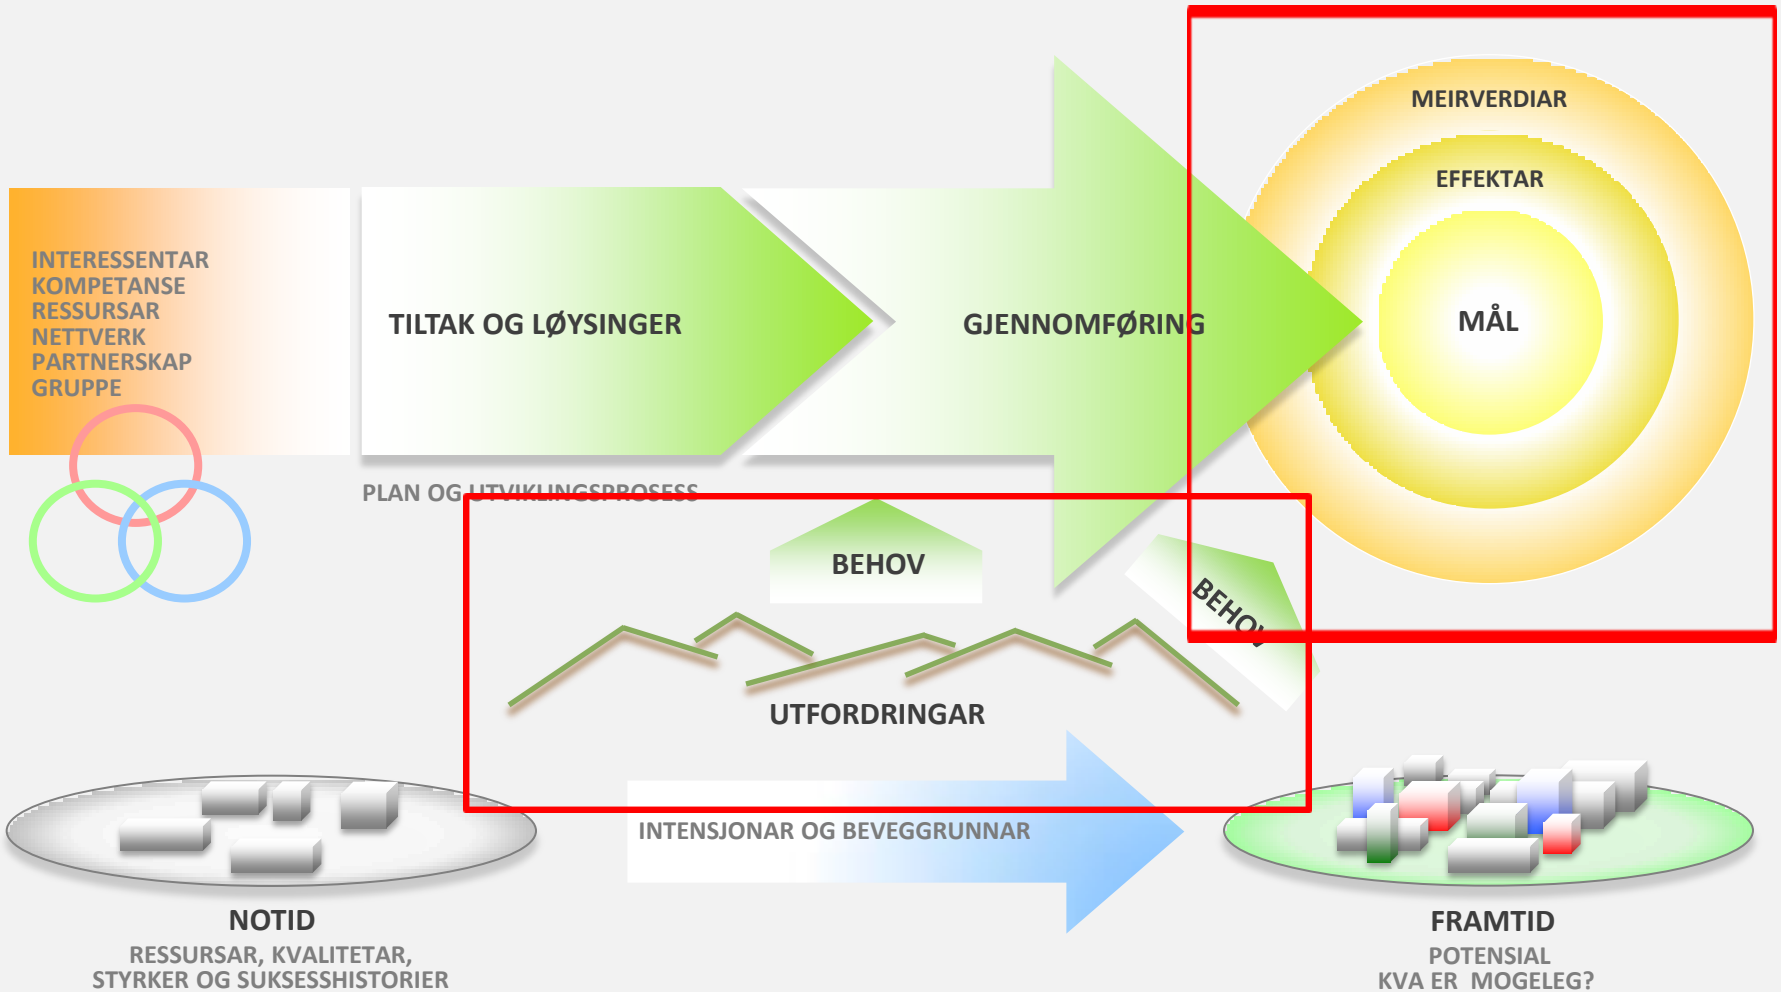 MEIRVERDIAR
EFFEKTAR
MÅL
INTERESSENTAR
KOMPETANSE
RESSURSAR
NETTVERK
PARTNERSKAP
GRUPPE
TILTAK OG LØYSINGER
GJENNOMFØRING
PLAN OG UTVIKLINGSPROSESS
BEHOV
BEHOV
UTFORDRINGAR
INTENSJONAR OG BEVEGGRUNNAR
NOTID
RESSURSAR, KVALITETAR,
STYRKER OG SUKSESSHISTORIER
FRAMTID
POTENSIAL
KVA ER MOGELEG?